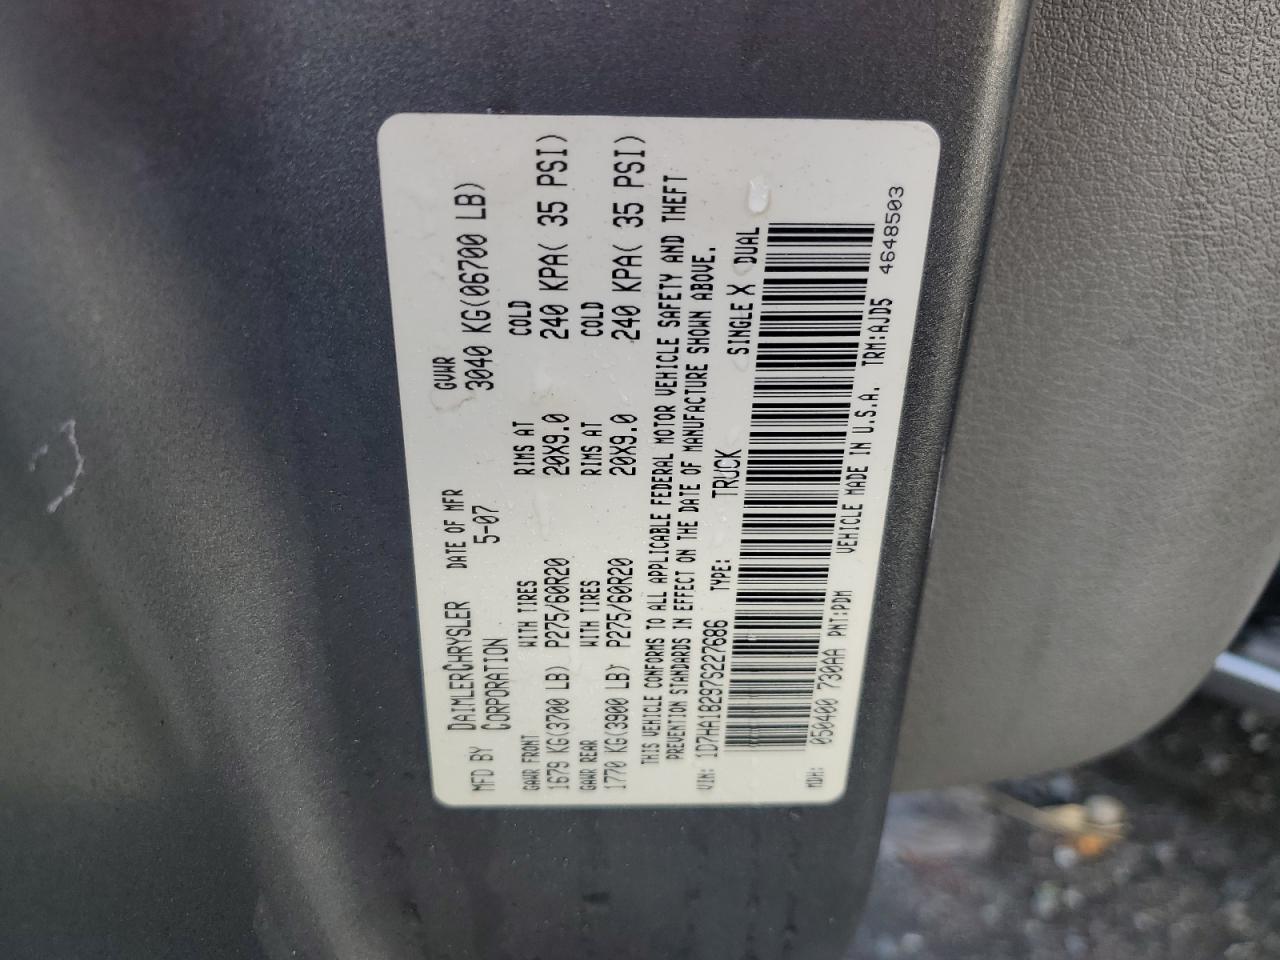 MFD BY DAIMLERCHRYSLER CORPORATION
DATE OF MFR 5-07
GVWR 3040 KG(06700 LB)
GAWR FRONT WITH TIRES RIMS AT COLD
1679 KG(3700 LB) P275/60R20 20X9.0 240 KPA( 35 PSI)
GAWR REAR WITH TIRES RIMS AT COLD
1770 KG(3900 LB) P275/60R20 20X9.0 240 KPA( 35 PSI)
THIS VEHICLE CONFORMS TO ALL APPLICABLE FEDERAL MOTOR VEHICLE SAFETY AND THEFT
PREVENTION STANDARDS IN EFFECT ON THE DATE OF MANUFACTURE SHOWN ABOVE.
VIN: 1D7HA18297S227686 TYPE: TRUCK SINGLE X DUAL
MDH: 050400 730AA PNT:PDM VEHICLE MADE IN U.S.A. TRM:AJD5 4648503